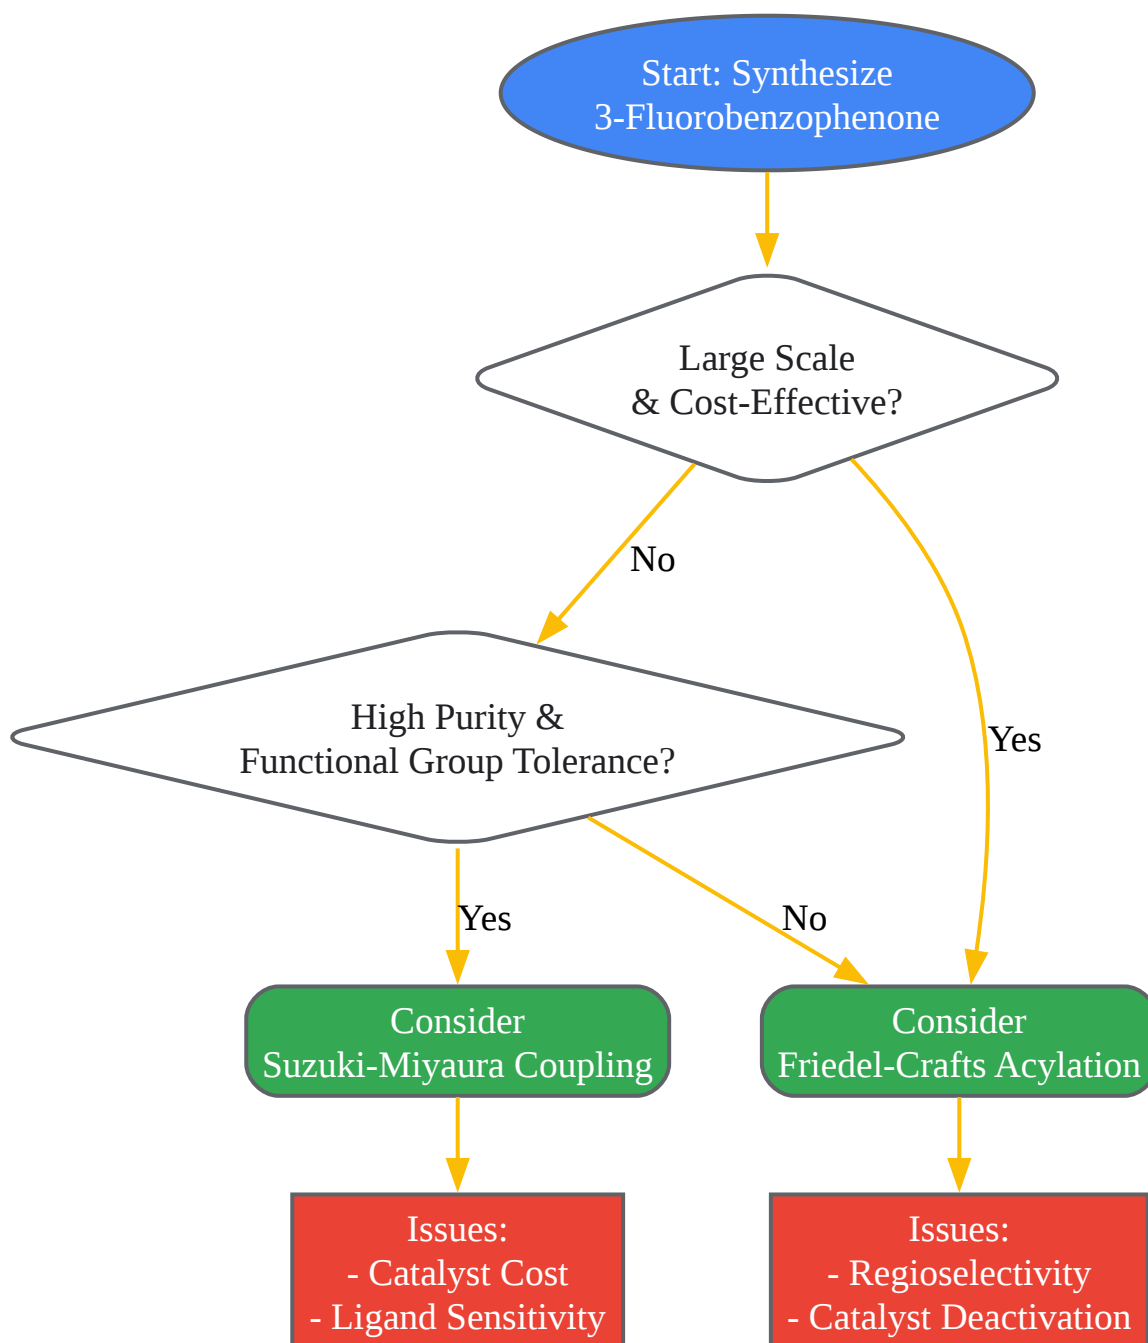 Start: Synthesize
3-Fluorobenzophenone
Large Scale
& Cost-Effective?
No
High Purity &
Functional Group Tolerance?
Yes
Yes
No
Consider
Suzuki-Miyaura Coupling
Consider
Friedel-Crafts Acylation
Issues:
- Catalyst Cost
- Ligand Sensitivity
Issues:
- Regioselectivity
- Catalyst Deactivation